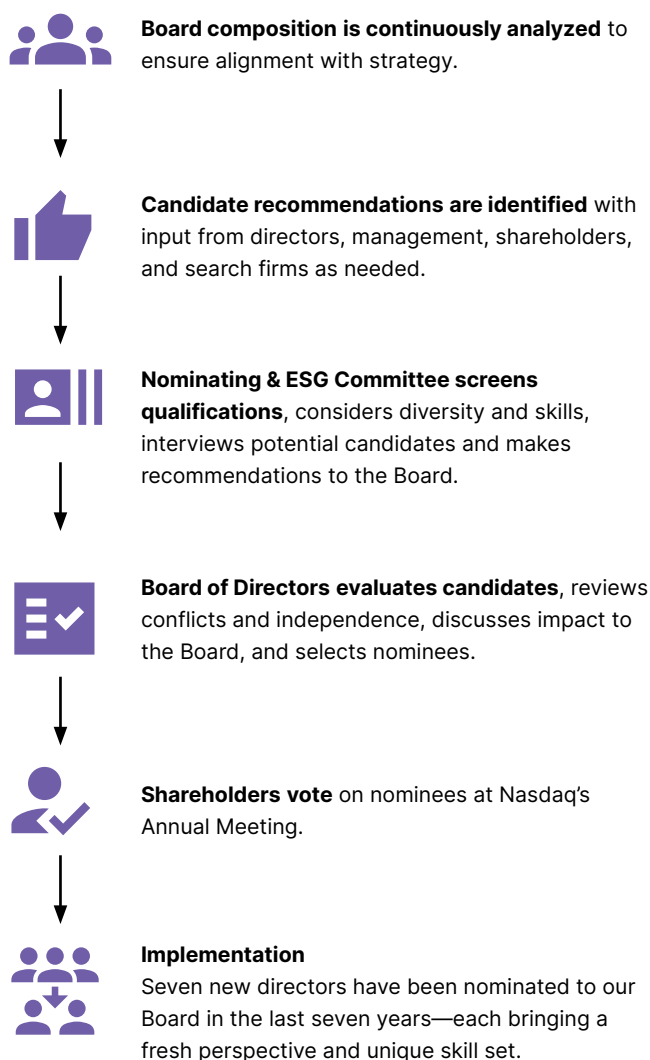 Board composition is continuously analyzed to
ensure alignment with strategy.
Candidate recommendations are identified with
input from directors, management, shareholders,
and search firms as needed.
Nominating & ESG Committee screens
qualifications, considers diversity and skills,
interviews potential candidates and makes
recommendations to the Board.
Board of Directors evaluates candidates, reviews
conflicts and independence, discusses impact to
the Board, and selects nominees.
Shareholders vote on nominees at Nasdaq’s
Annual Meeting.
Implementation
Seven new directors have been nominated to our
Board in the last seven years—each bringing a
fresh perspective and unique skill set.